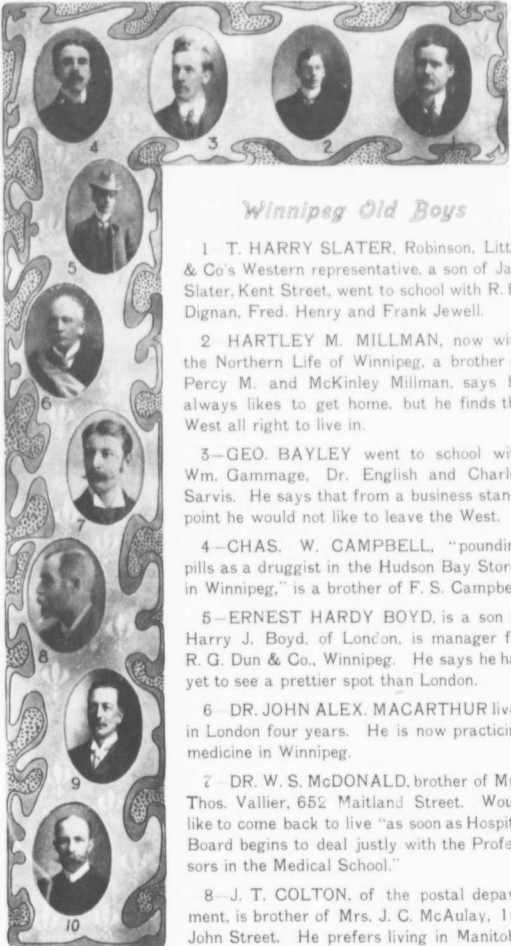 4 3 2 1
5
6
7
8
9
10
Winnipeg Old Boys
1—T. HARRY SLATER, Robinson, Litt
& Co's Western representative, a son of Ja
Slater, Kent Street, went to school with R.
Dignan, Fred. Henry and Frank Jewell.
2 HARTLEY M. MILLMAN, now wi
the Northern Life of Winnipeg, a brother
Percy M. and McKinley Millman, says
always likes to get home, but he finds th
West all right to live in.
3—GEO. BAYLEY went to school wi
Wm. Gammage, Dr. English and Charle
Sarvis. He says that from a business stan
point he would not like to leave the West.
4—CHAS. W. CAMPBELL, "poundin
pills as a druggist in the Hudson Bay Stor
in Winnipeg," is a brother of F. S. Campbe
5—ERNEST HARDY BOYD, is a son
Harry J. Boyd, of London, is manager f
R. G. Dun & Co., Winnipeg. He says he ha
yet to see a prettier spot than London.
6 DR. JOHN ALEX. MACARTHUR live
in London four years. He is now practicin
medicine in Winnipeg.
7 DR. W. S. McDONALD, brother of M
Thos. Vallier, 652 Maitland Street. Wou
like to come back to live "as soon as Hospit
Board begins to deal justly with the Profe
sors in the Medical School."
8—J. T. COLTON, of the postal depar
ment, is brother of Mrs. J. C. McAulay, 1
John Street. He prefers living in Manitob